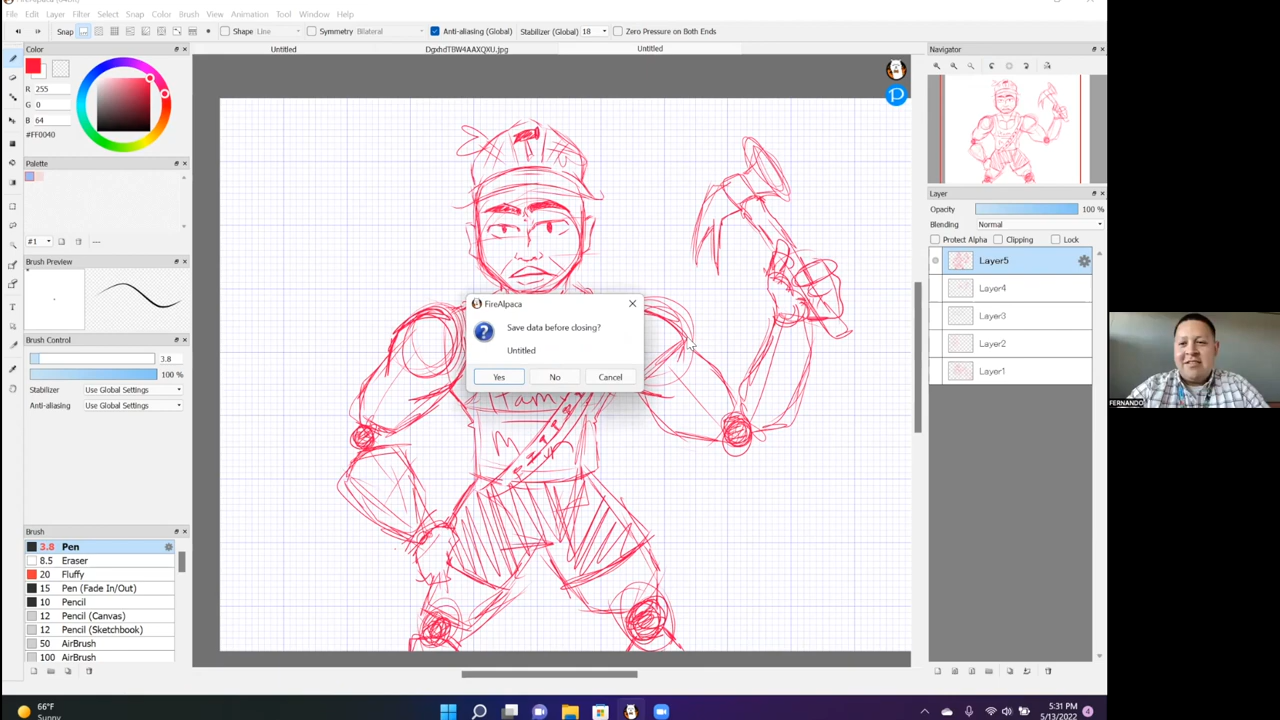 FireAlpaca (64bit)
File Edit Layer Filter Select Snap Color Brush View Animation Tool Window Help
Snap Shape Line Symmetry Bilateral Anti-aliasing (Global) Stabilizer (Global) 18 Zero Pressure on Both Ends
Untitled DgxhdTBW4AAXQXU.jpg Untitled
Color
R 255
G 0
B 64
#FF0040
Palette
#1 ---
Brush Preview
Brush Control
3.8
100 %
Stabilizer Use Global Settings
Anti-aliasing Use Global Settings
Brush
3.8 Pen
8.5 Eraser
20 Fluffy
15 Pen (Fade In/Out)
10 Pencil
12 Pencil (Canvas)
12 Pencil (Sketchbook)
50 AirBrush
100 AirBrush
FireAlpaca
Save data before closing?
Untitled
Yes No Cancel
Navigator
Layer
Opacity 100 %
Blending Normal
Protect Alpha Clipping Lock
Layer5
Layer4
Layer3
Layer2
Layer1
FERNANDO
66°F
Sunny
5:31 PM
5/13/2022
4